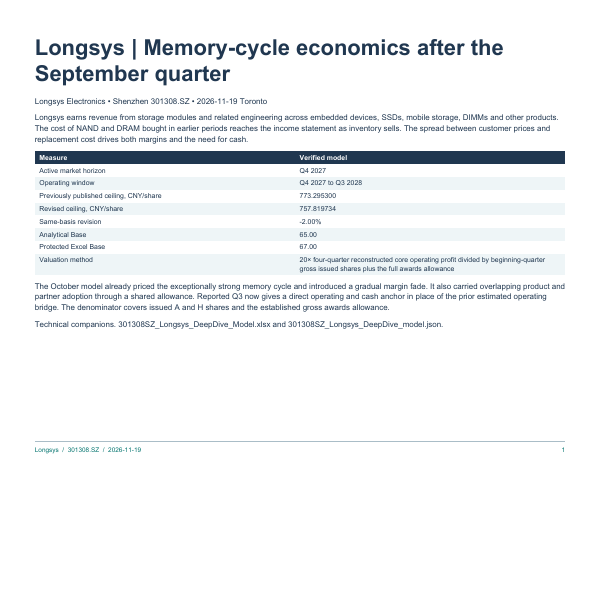 Longsys | Memory-cycle economics after the
September quarter
Longsys Electronics • Shenzhen 301308.SZ • 2026-11-19 Toronto
Longsys earns revenue from storage modules and related engineering across embedded devices, SSDs, mobile storage, DIMMs and other products.
The cost of NAND and DRAM bought in earlier periods reaches the income statement as inventory sells. The spread between customer prices and
replacement cost drives both margins and the need for cash.
Measure Verified model
Active market horizon Q4 2027
Operating window Q4 2027 to Q3 2028
Previously published ceiling, CNY/share 773.295300
Revised ceiling, CNY/share 757.819734
Same-basis revision -2.00%
Analytical Base 65.00
Protected Excel Base 67.00
Valuation method 20× four-quarter reconstructed core operating profit divided by beginning-quarter
gross issued shares plus the full awards allowance
The October model already priced the exceptionally strong memory cycle and introduced a gradual margin fade. It also carried overlapping product and
partner adoption through a shared allowance. Reported Q3 now gives a direct operating and cash anchor in place of the prior estimated operating
bridge. The denominator covers issued A and H shares and the established gross awards allowance.
Technical companions. 301308SZ_Longsys_DeepDive_Model.xlsx and 301308SZ_Longsys_DeepDive_model.json.
Longsys / 301308.SZ / 2026-11-19 1